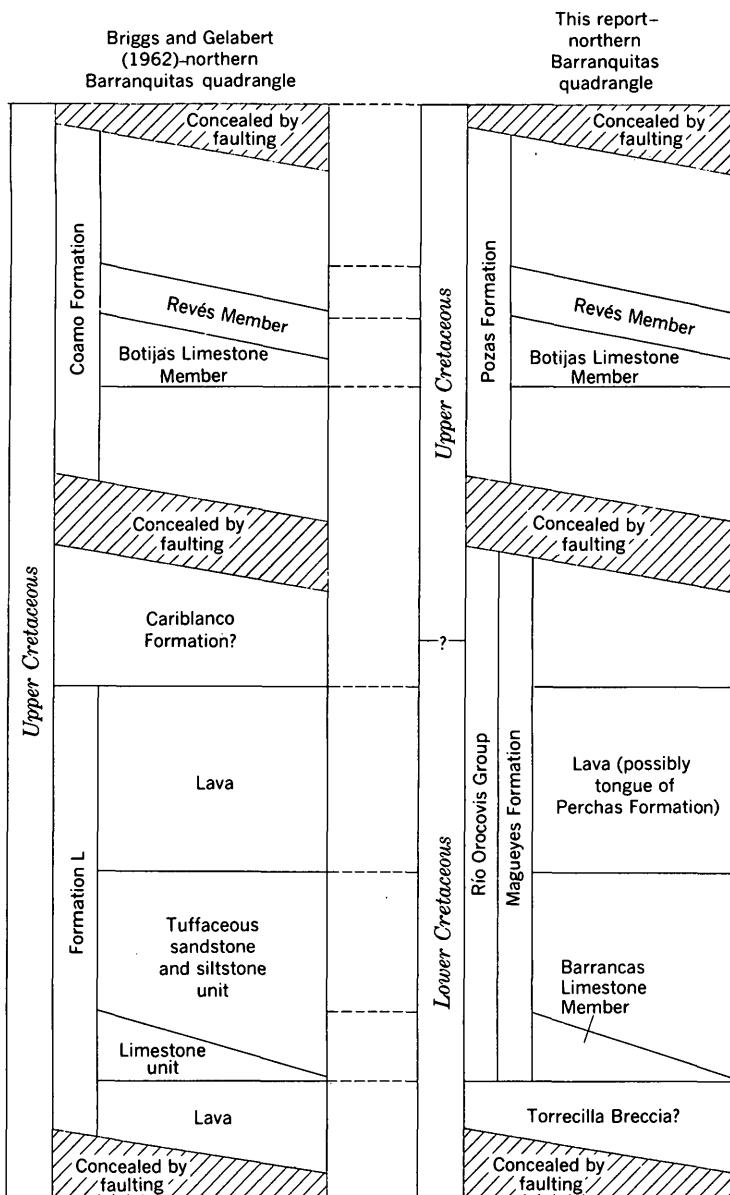 Briggs and Gelabert
(1962)–northern
Barranquitas quadrangle
Upper Cretaceous
Concealed by
faulting
Coamo Formation
Revés Member
Botijas Limestone
Member
Concealed by
faulting
Cariblanco
Formation?
Formation L
Lava
Tuffaceous
sandstone
and siltstone
unit
Limestone
unit
Lava
Concealed by
faulting
This report–
northern
Barranquitas
quadrangle
Upper Cretaceous
?
Lower Cretaceous
Concealed by
faulting
Pozas Formation
Revés Member
Botijas Limestone
Member
Concealed by
faulting
Río Orocovis Group
Magueyes Formation
Lava (possibly
tongue of
Perchas Formation)
Barrancas
Limestone
Member
Torrecilla Breccia?
Concealed by
faulting